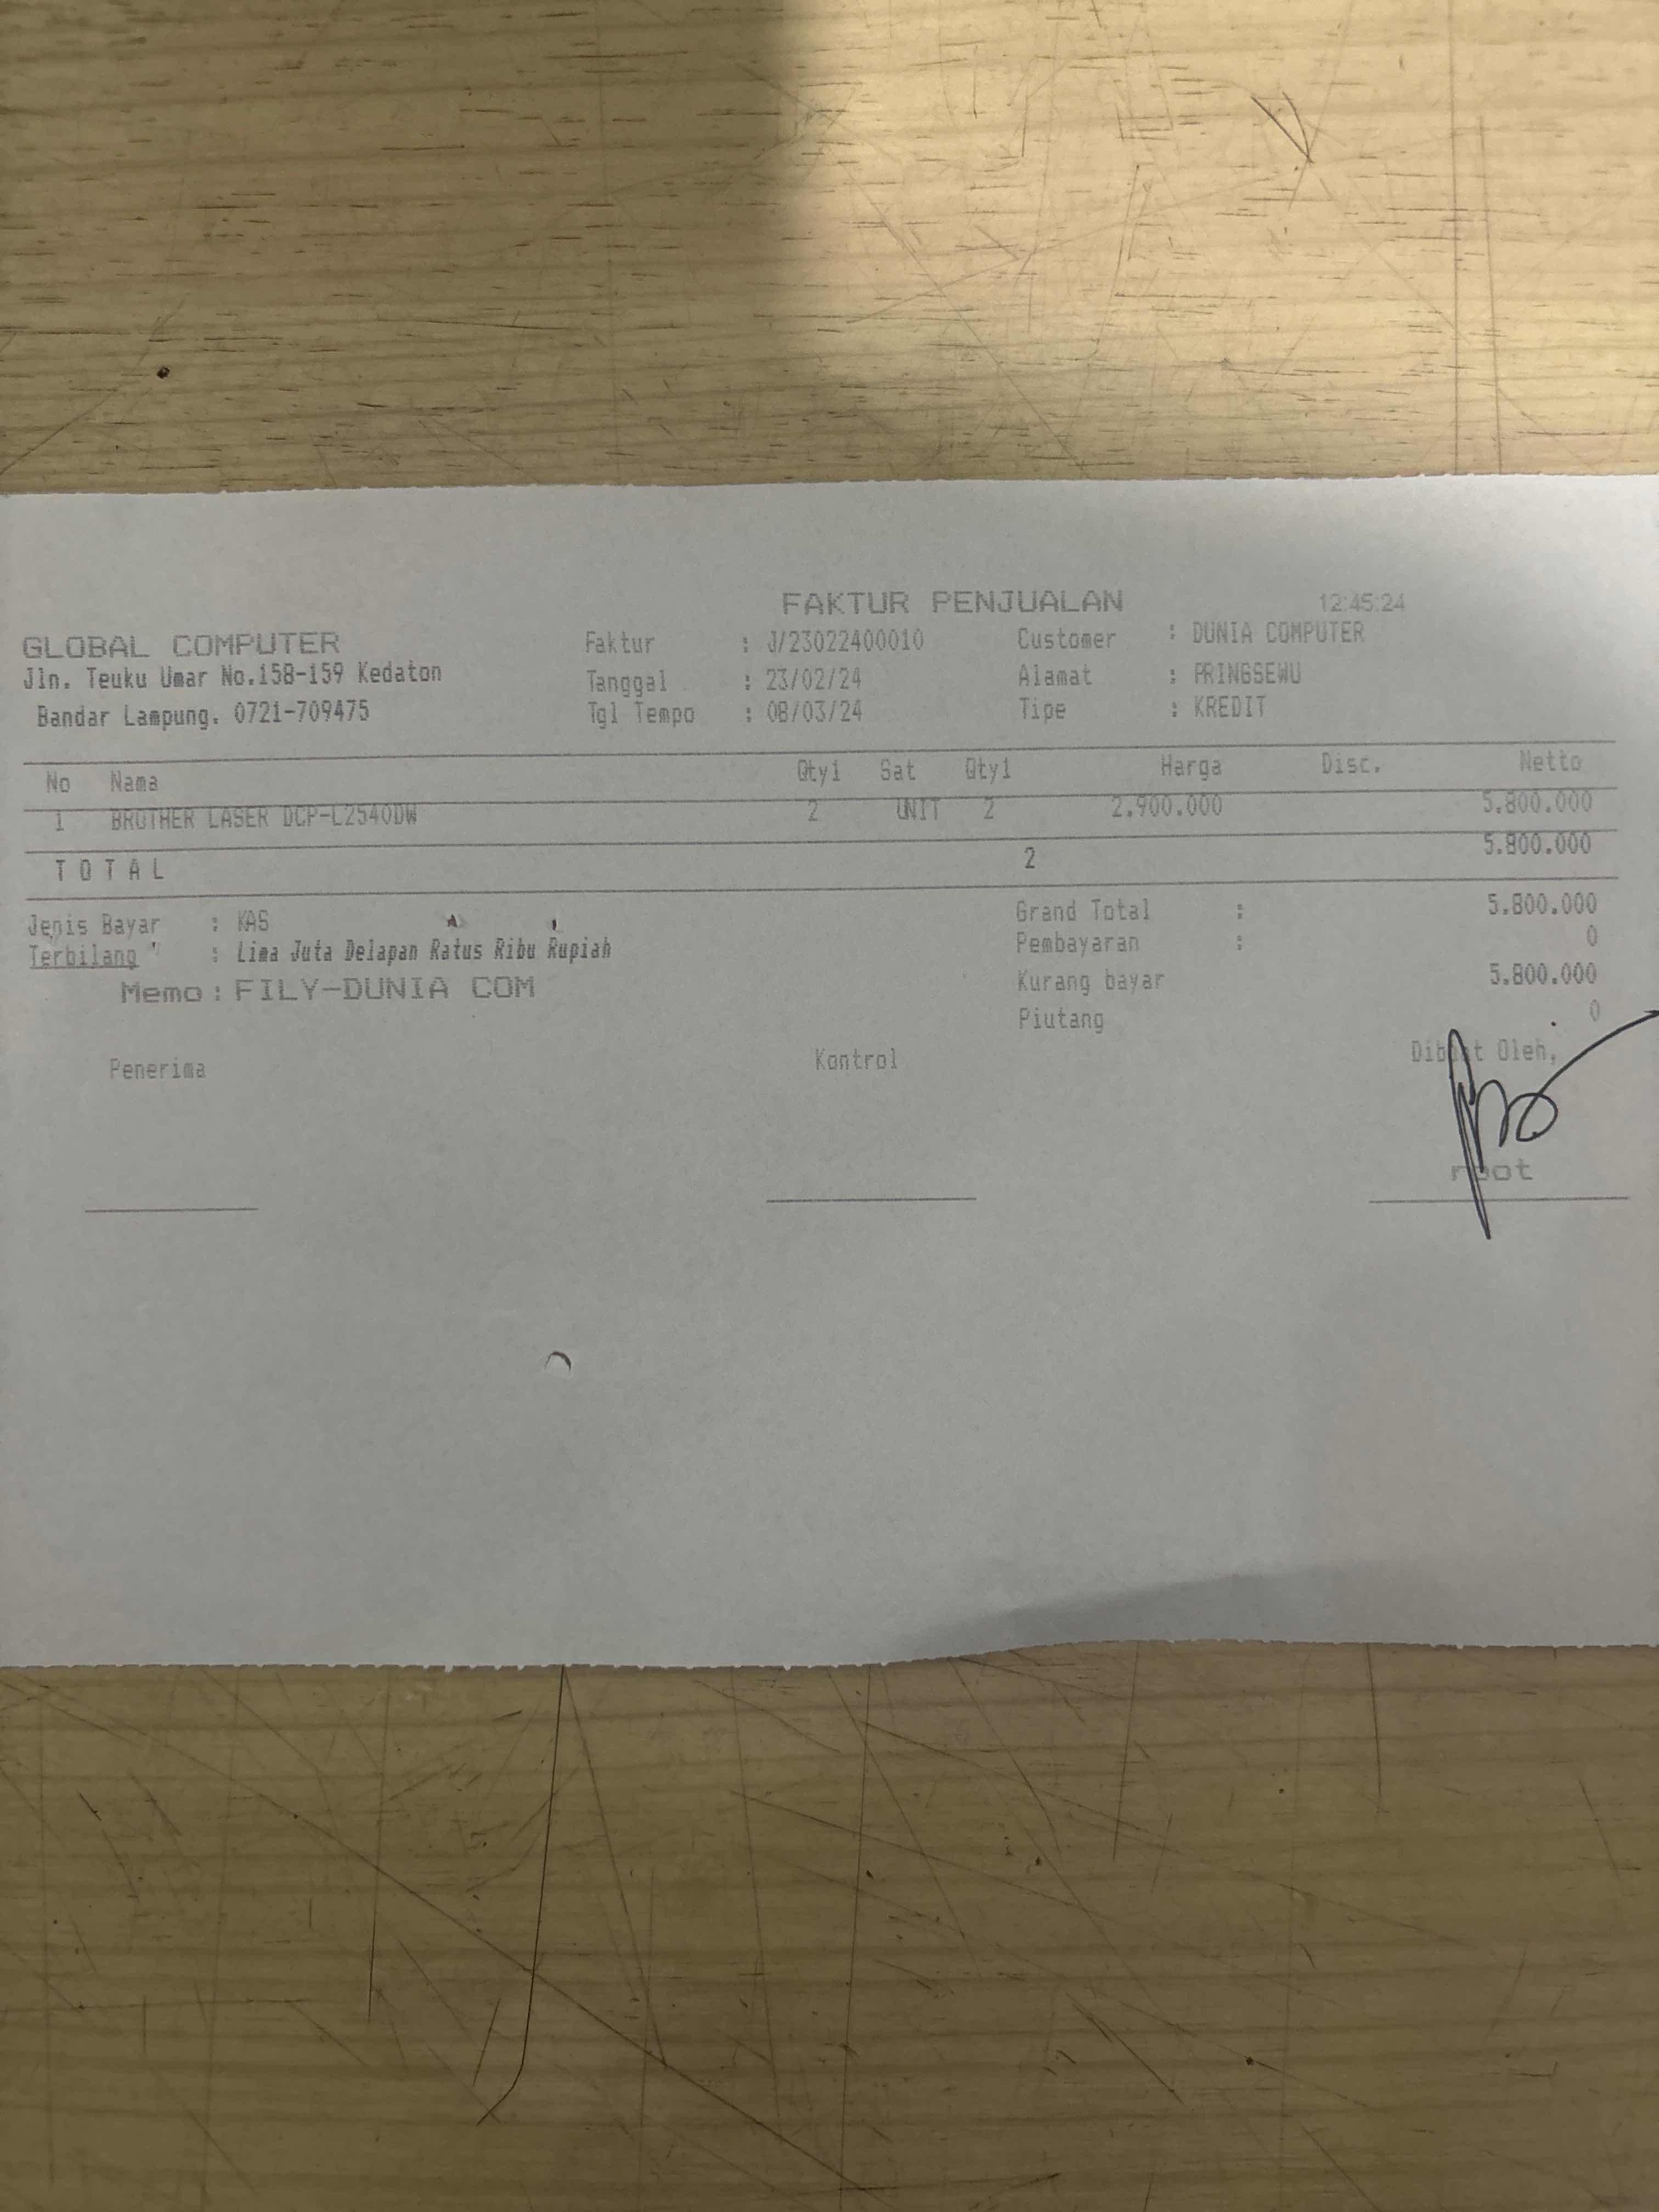 FAKTUR PENJUALAN 12:45:24
GLOBAL COMPUTER Faktur : J/23022400010 Customer : DUNIA COMPUTER
Jln. Teuku Umar No.158-159 Kedaton Tanggal : 23/02/24 Alamat : PRINGSEWU
Bandar Lampung. 0721-709475 Tgl Tempo : 08/03/24 Tipe : KREDIT
No Nama Qty1 Sat Qty1 Harga Disc. Netto
1 BROTHER LASER DCP-L2540DW 2 UNIT 2 2.900.000 5.800.000
T O T A L 2 5.800.000
Jenis Bayar : KAS Grand Total : 5.800.000
Terbilang : Lima Juta Delapan Ratus Ribu Rupiah Pembayaran : 0
Memo : FILY-DUNIA COM Kurang bayar 5.800.000
Piutang 0
Penerima Kontrol Dibuat Oleh,
root